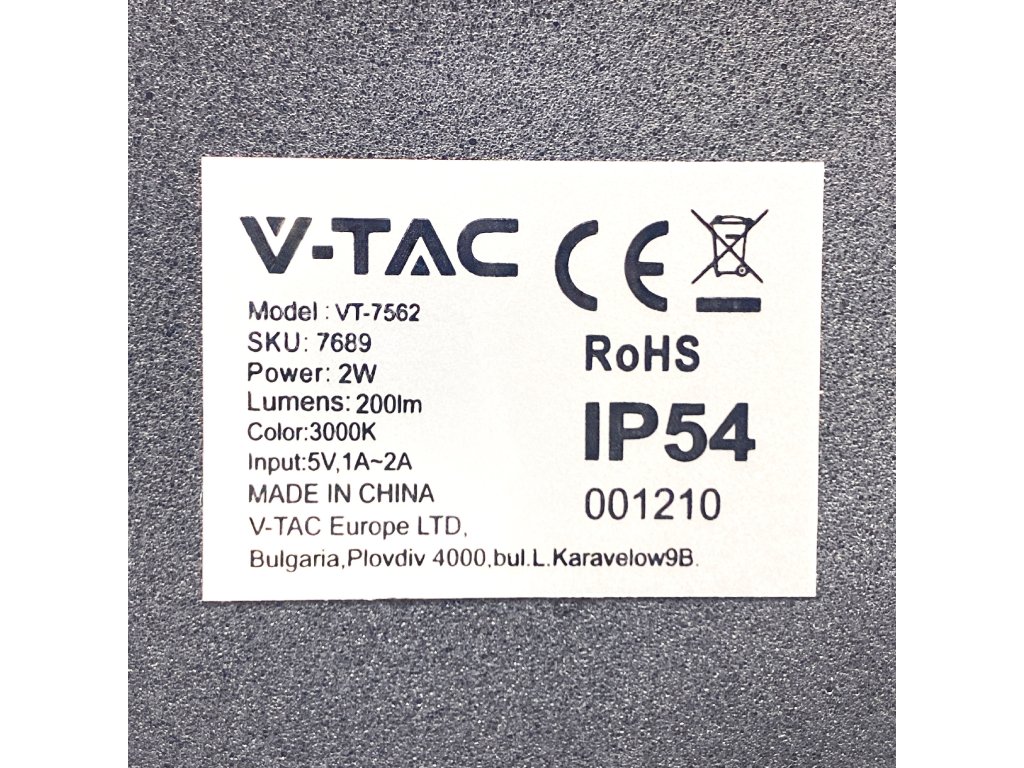 V-TAC CE
Model : VT-7562
SKU: 7689
Power: 2W
Lumens: 200lm
Color:3000K
Input:5V,1A~2A
MADE IN CHINA
V-TAC Europe LTD,
Bulgaria,Plovdiv 4000,bul.L.Karavelow9B.
RoHS
IP54
001210